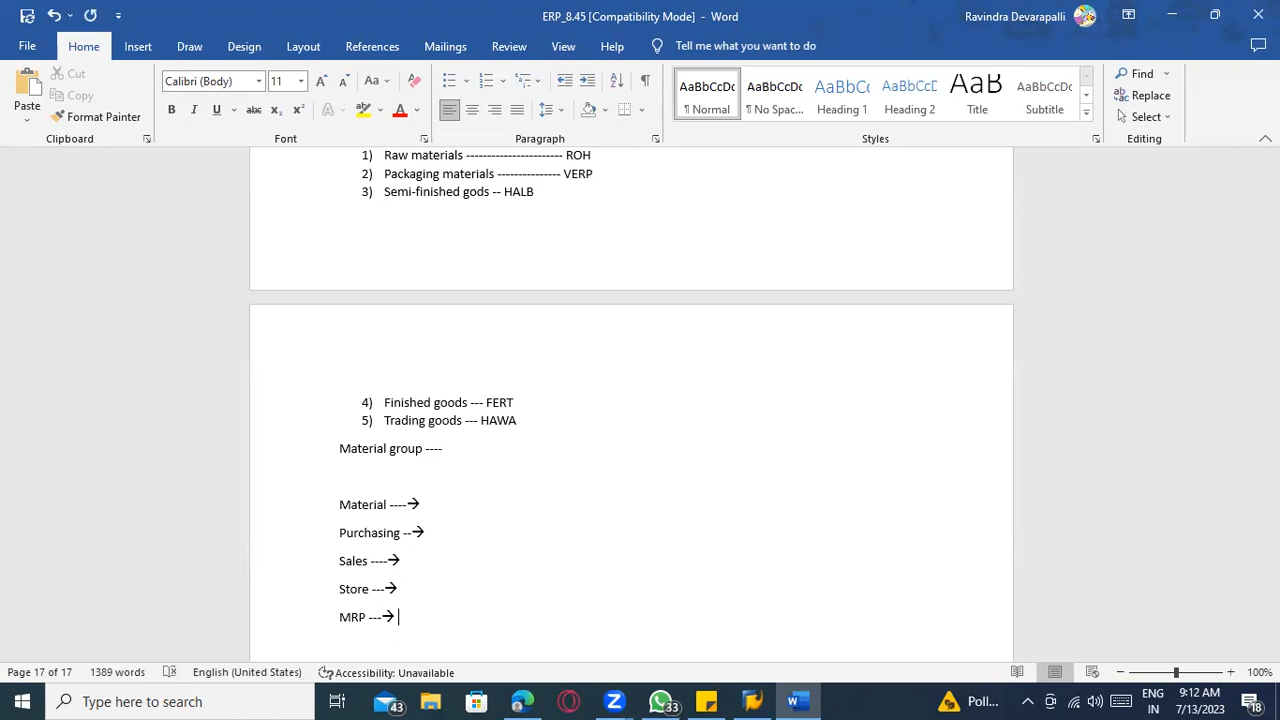 ERP_8.45 [Compatibility Mode] - Word
Ravindra Devarapalli
File Home Insert Draw Design Layout References Mailings Review View Help Tell me what you want to do
Paste
Cut
Copy
Format Painter
Clipboard
Calibri (Body) 11
Font
Paragraph
AaBbCcDc AaBbCcDc AaBbCc AaBbCcD AaB AaBbCcD
¶ Normal ¶ No Spac... Heading 1 Heading 2 Title Subtitle
Styles
Find
Replace
Select
Editing
1) Raw materials ----------------------- ROH
2) Packaging materials --------------- VERP
3) Semi-finished gods -- HALB
4) Finished goods --- FERT
5) Trading goods --- HAWA
Material group ----
Material ----→
Purchasing --→
Sales ----→
Store ---→
MRP ---→
Page 17 of 17 1389 words English (United States) Accessibility: Unavailable 100%
Type here to search
43
33
Poll...
ENG
IN
9:12 AM
7/13/2023
18